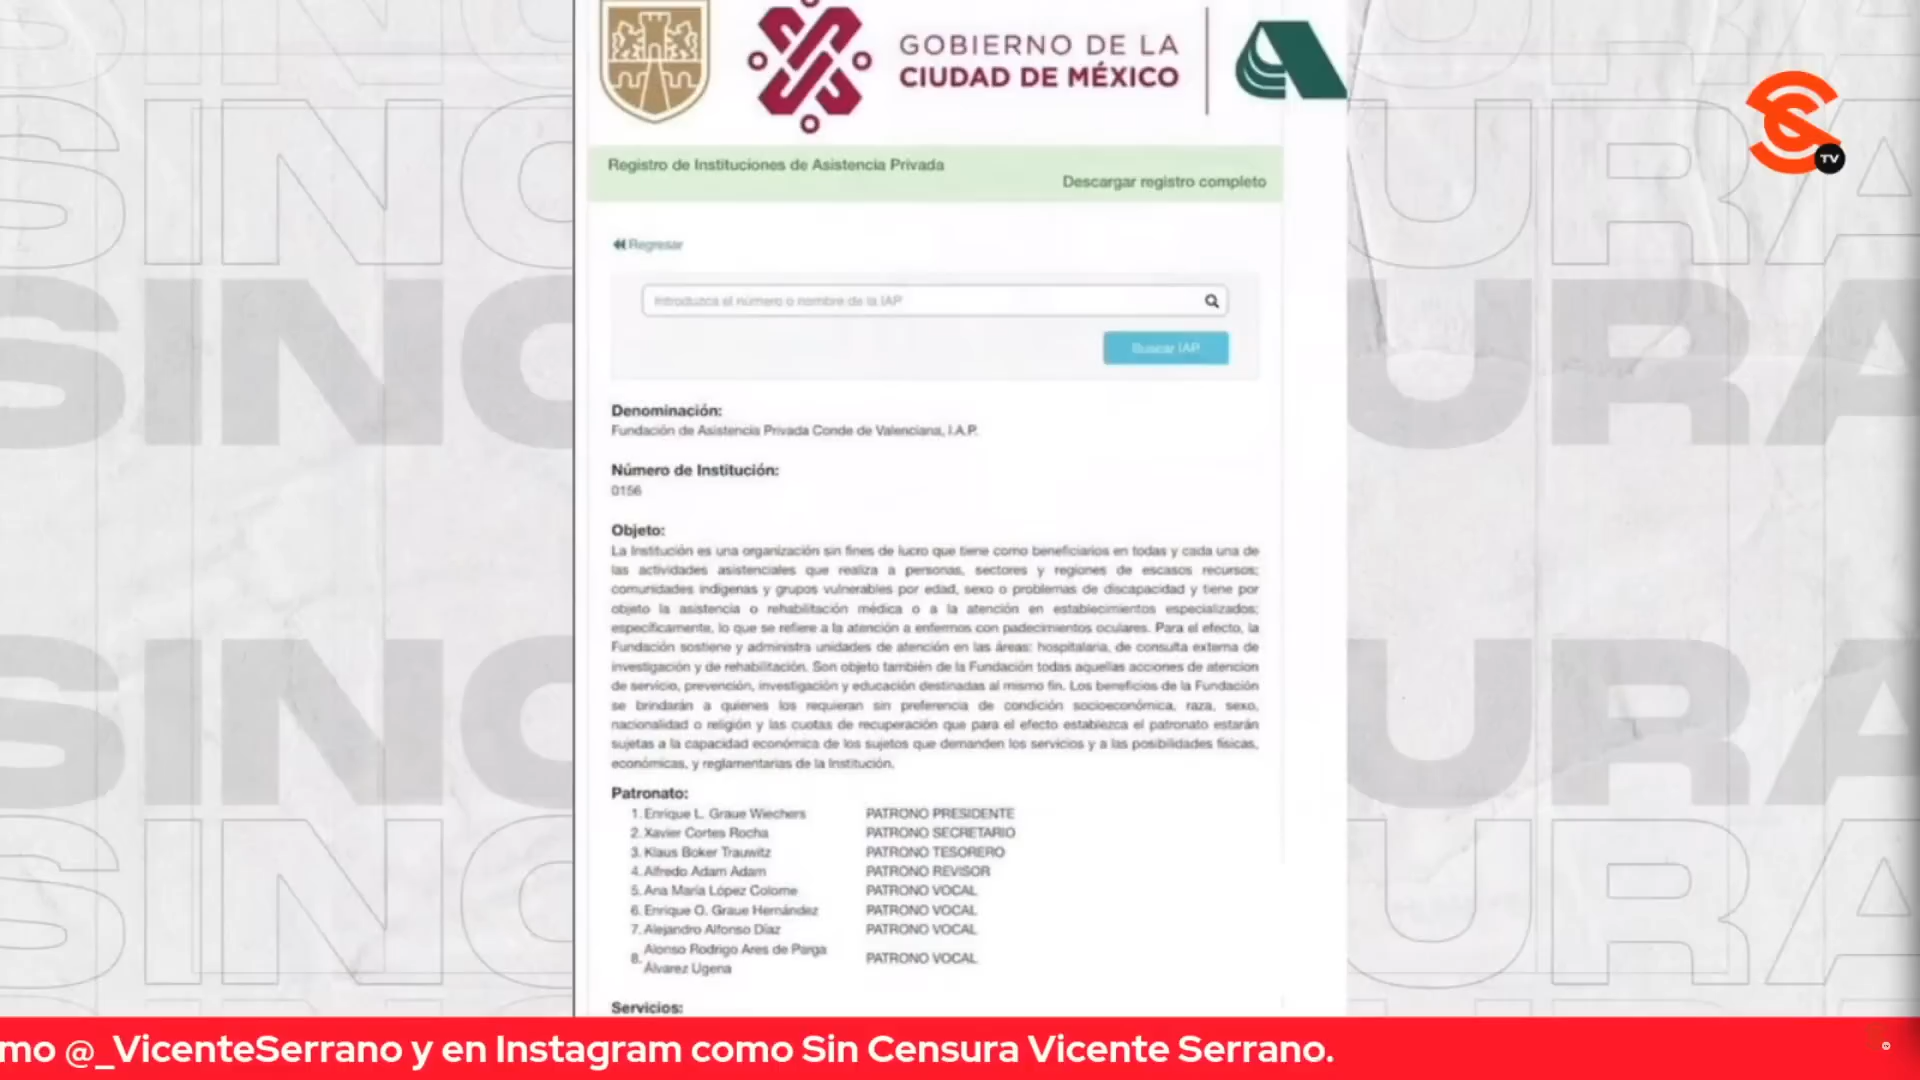 GOBIERNO DE LA
CIUDAD DE MÉXICO
TV
Registro de Instituciones de Asistencia Privada
Descargar registro completo
Regresar
Introduzca el número o nombre de la IAP
Buscar IAP
Denominación:
Fundación de Asistencia Privada Conde de Valenciana, I.A.P.
Número de Institución:
0156
Objeto:
La Institución es una organización sin fines de lucro que tiene como beneficiarios en todas y cada una de
las actividades asistenciales que realiza a personas, sectores y regiones de escasos recursos;
comunidades indígenas y grupos vulnerables por edad, sexo o problemas de discapacidad y tiene por
objeto la asistencia o rehabilitación médica o a la atención en establecimientos especializados;
específicamente, lo que se refiere a la atención a enfermos con padecimientos oculares. Para el efecto, la
Fundación sostiene y administra unidades de atención en las áreas: hospitalaria, de consulta externa de
investigación y de rehabilitación. Son objeto también de la Fundación todas aquellas acciones de atencion
de servicio, prevención, investigación y educación destinadas al mismo fin. Los beneficios de la Fundación
se brindarán a quienes los requieran sin preferencia de condición socioeconómica, raza, sexo,
nacionalidad o religión y las cuotas de recuperación que para el efecto establezca el patronato estarán
sujetas a la capacidad económica de los sujetos que demanden los servicios y a las posibilidades físicas,
económicas, y reglamentarias de la Institución.
Patronato:
1. Enrique L. Graue Wiechers PATRONO PRESIDENTE
2. Xavier Cortes Rocha PATRONO SECRETARIO
3. Klaus Boker Trauwitz PATRONO TESORERO
4. Alfredo Adam Adam PATRONO REVISOR
5. Ana María López Colome PATRONO VOCAL
6. Enrique O. Graue Hernández PATRONO VOCAL
7. Alejandro Alfonso Díaz PATRONO VOCAL
8. Alonso Rodrigo Ares de Parga
Álvarez Ugena PATRONO VOCAL
Servicios:
SINC URA
SINC URA
SINC URA
SINC URA
SINC URA
mo @_VicenteSerrano y en Instagram como Sin Censura Vicente Serrano.